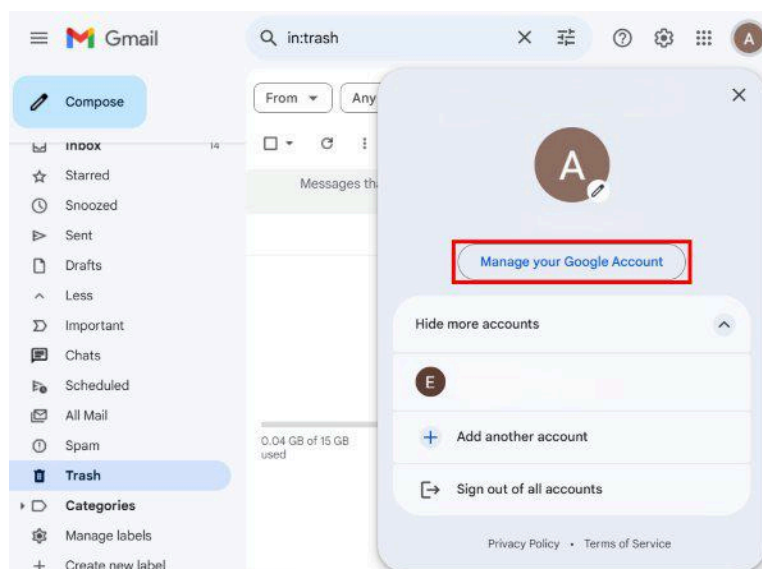 Gmail
in:trash
A
Compose
From
Any
Inbox 14
Starred
Snoozed
Sent
Drafts
Less
Important
Chats
Scheduled
All Mail
Spam
Trash
Categories
Manage labels
Create new label
Messages
0.04 GB of 15 GB
used
A
Manage your Google Account
Hide more accounts
E
Add another account
Sign out of all accounts
Privacy Policy • Terms of Service